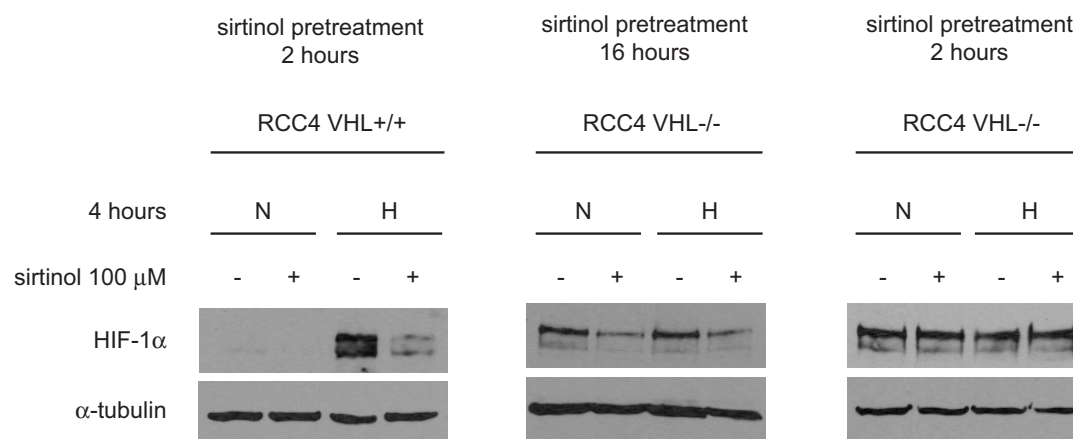 sirtinol pretreatment
2 hours
sirtinol pretreatment
16 hours
sirtinol pretreatment
2 hours
RCC4 VHL+/+ RCC4 VHL-/- RCC4 VHL-/-
4 hours N H N H N H
sirtinol 100 μM - + - + - + - + - + - +
HIF-1α
α-tubulin